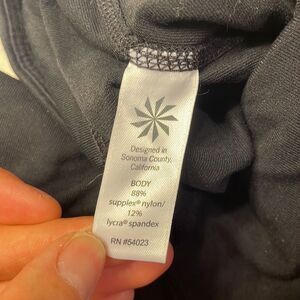 Designed in
Sonoma County,
California
BODY
88%
supplex® nylon/
12%
lycra® spandex
RN #54023